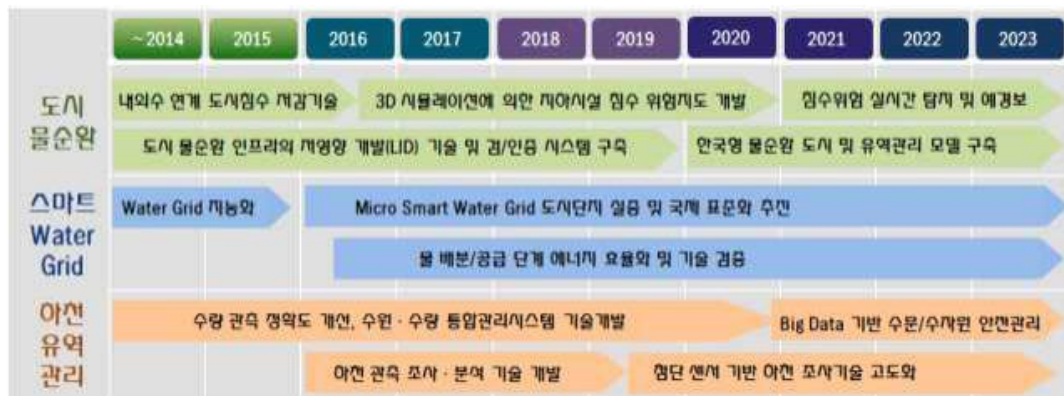 ~2014 2015 2016 2017 2018 2019 2020 2021 2022 2023
도시
물순환
내외수 연계 도시침수 저감기술
3D 시뮬레이션에 의한 지하시설 침수 위험지도 개발
침수위험 실시간 탐지 및 예경보
도시 물순환 인프라의 저영향 개발(LID) 기술 및 검/인증 시스템 구축
한국형 물순환 도시 및 유역관리 모델 구축
스마트
Water
Grid
Water Grid 지능화
Micro Smart Water Grid 도시단지 실증 및 국제 표준화 추진
물 배분/공급 단계 에너지 효율화 및 기술 검증
하천
유역
관리
수량 관측 정확도 개선, 수원·수량 통합관리시스템 기술개발
Big Data 기반 수문/수자원 안전관리
하천 관측 조사·분석 기술 개발
첨단 센서 기반 하천 조사기술 고도화